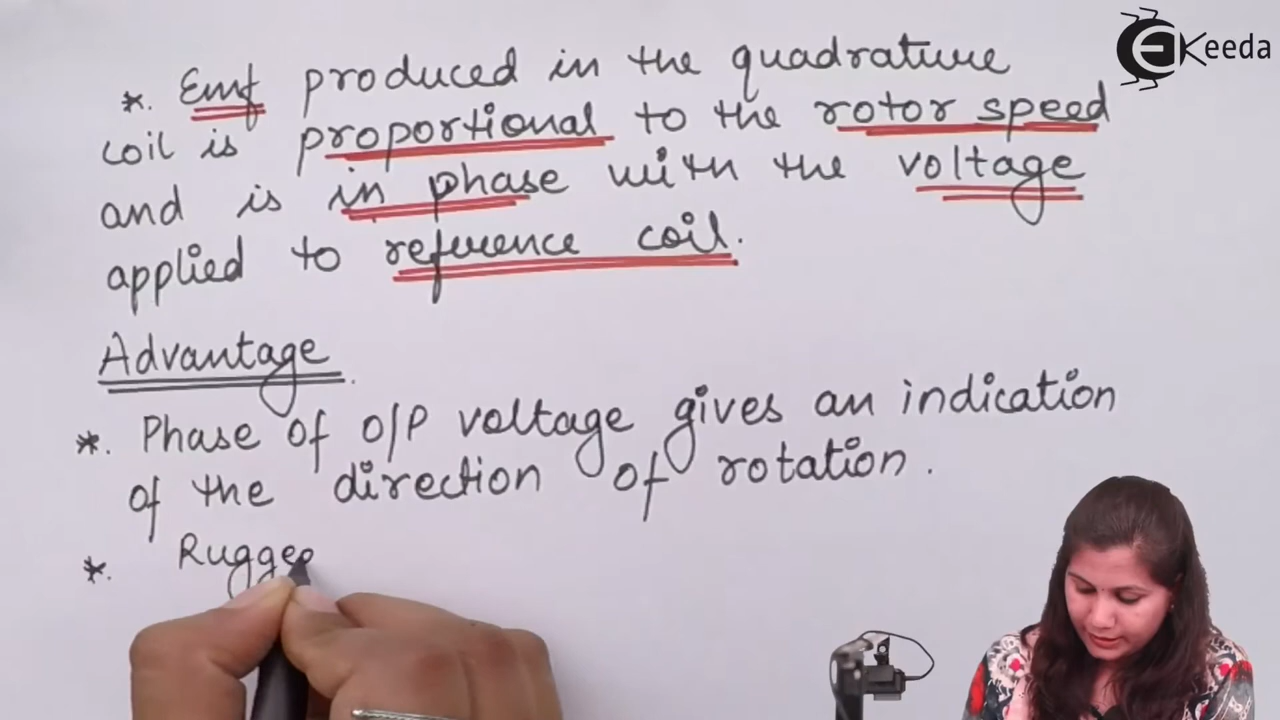 Keeda
*. Emf produced in the quadrature
coil is proportional to the rotor speed
and is in phase with the voltage
applied to reference coil.
Advantage.
*. Phase of O/P voltage gives an indication
of the direction of rotation.
*. Rugge